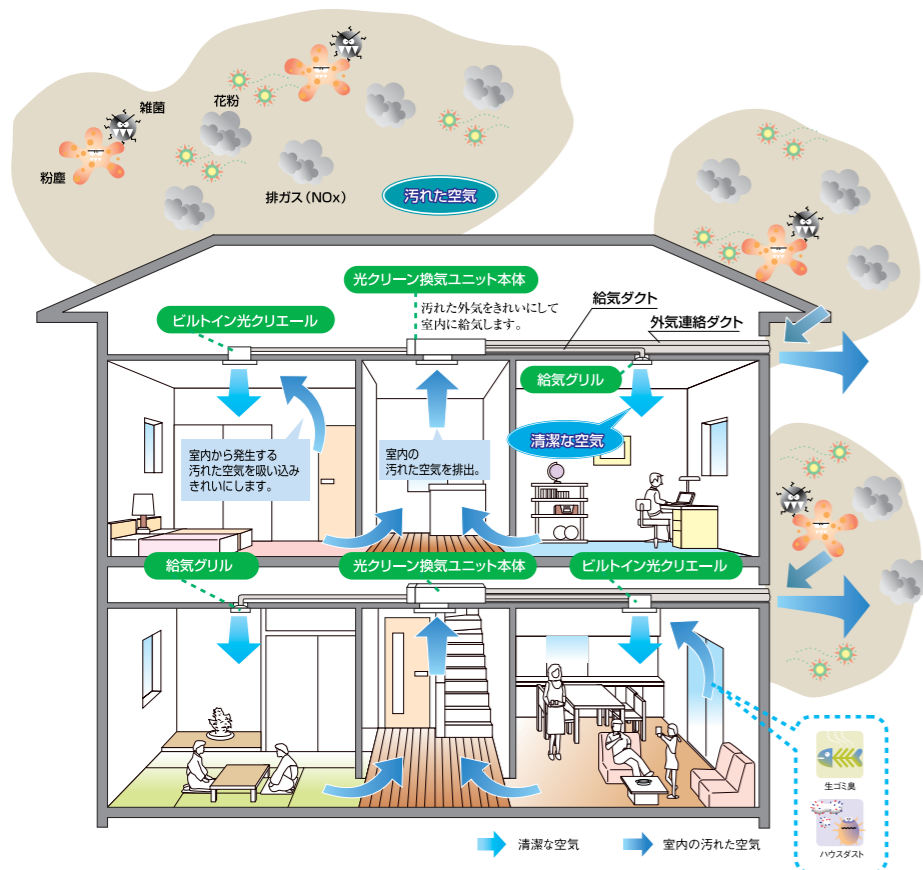 雑菌
花粉
粉塵
排ガス(NOx)
汚れた空気
光クリーン換気ユニット本体
汚れた外気をきれいにして
室内に給気します。
給気ダクト
ビルトイン光クリエール
外気連絡ダクト
給気グリル
清潔な空気
室内から発生する
汚れた空気を吸い込み
きれいにします。
室内の
汚れた空気を排出。
給気グリル
光クリーン換気ユニット本体
ビルトイン光クリエール
生ゴミ臭
ハウスダスト
清潔な空気
室内の汚れた空気